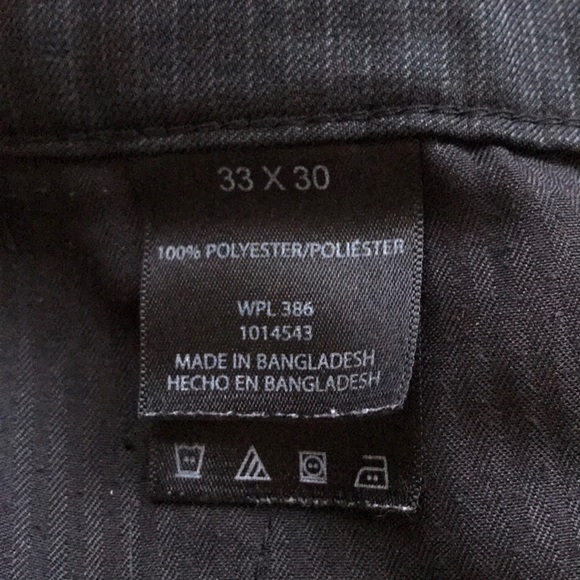 33 X 30
100% POLYESTER/POLIÉSTER
WPL 386
1014543
MADE IN BANGLADESH
HECHO EN BANGLADESH